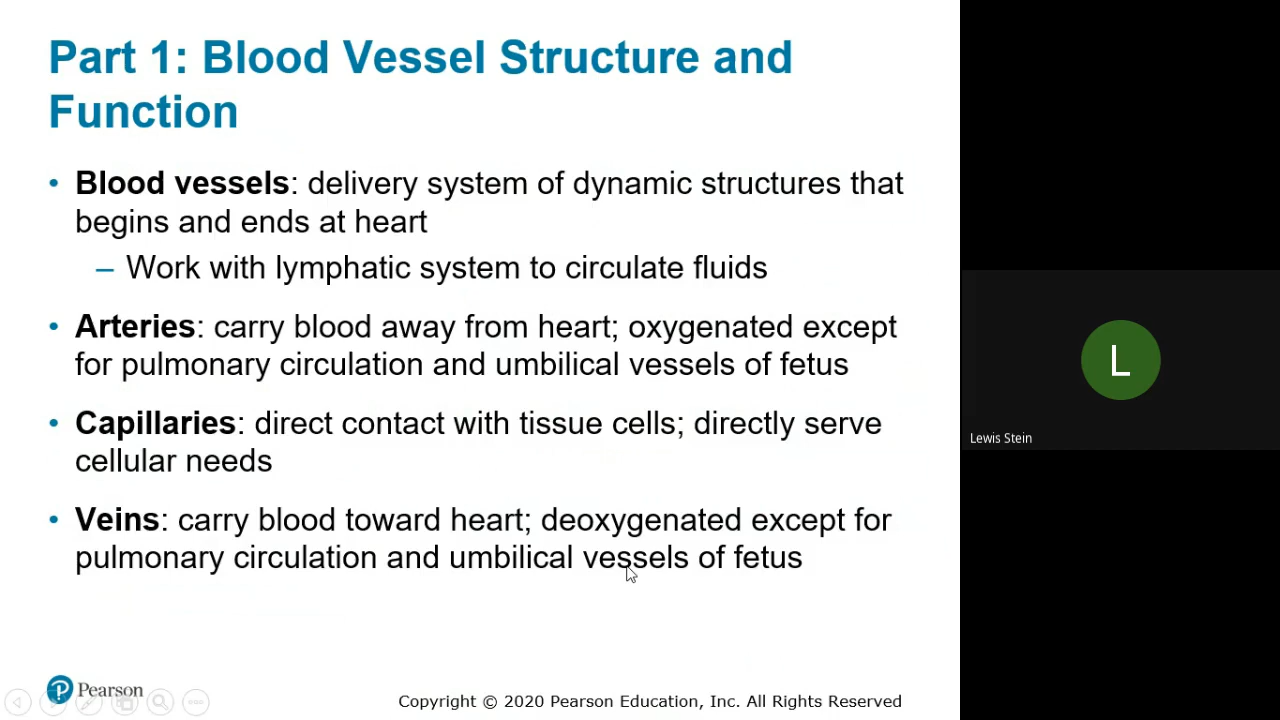 Part 1: Blood Vessel Structure and
Function
• Blood vessels: delivery system of dynamic structures that
begins and ends at heart
– Work with lymphatic system to circulate fluids
• Arteries: carry blood away from heart; oxygenated except
for pulmonary circulation and umbilical vessels of fetus
• Capillaries: direct contact with tissue cells; directly serve
cellular needs
• Veins: carry blood toward heart; deoxygenated except for
pulmonary circulation and umbilical vessels of fetus
P Pearson
Copyright © 2020 Pearson Education, Inc. All Rights Reserved
L
Lewis Stein